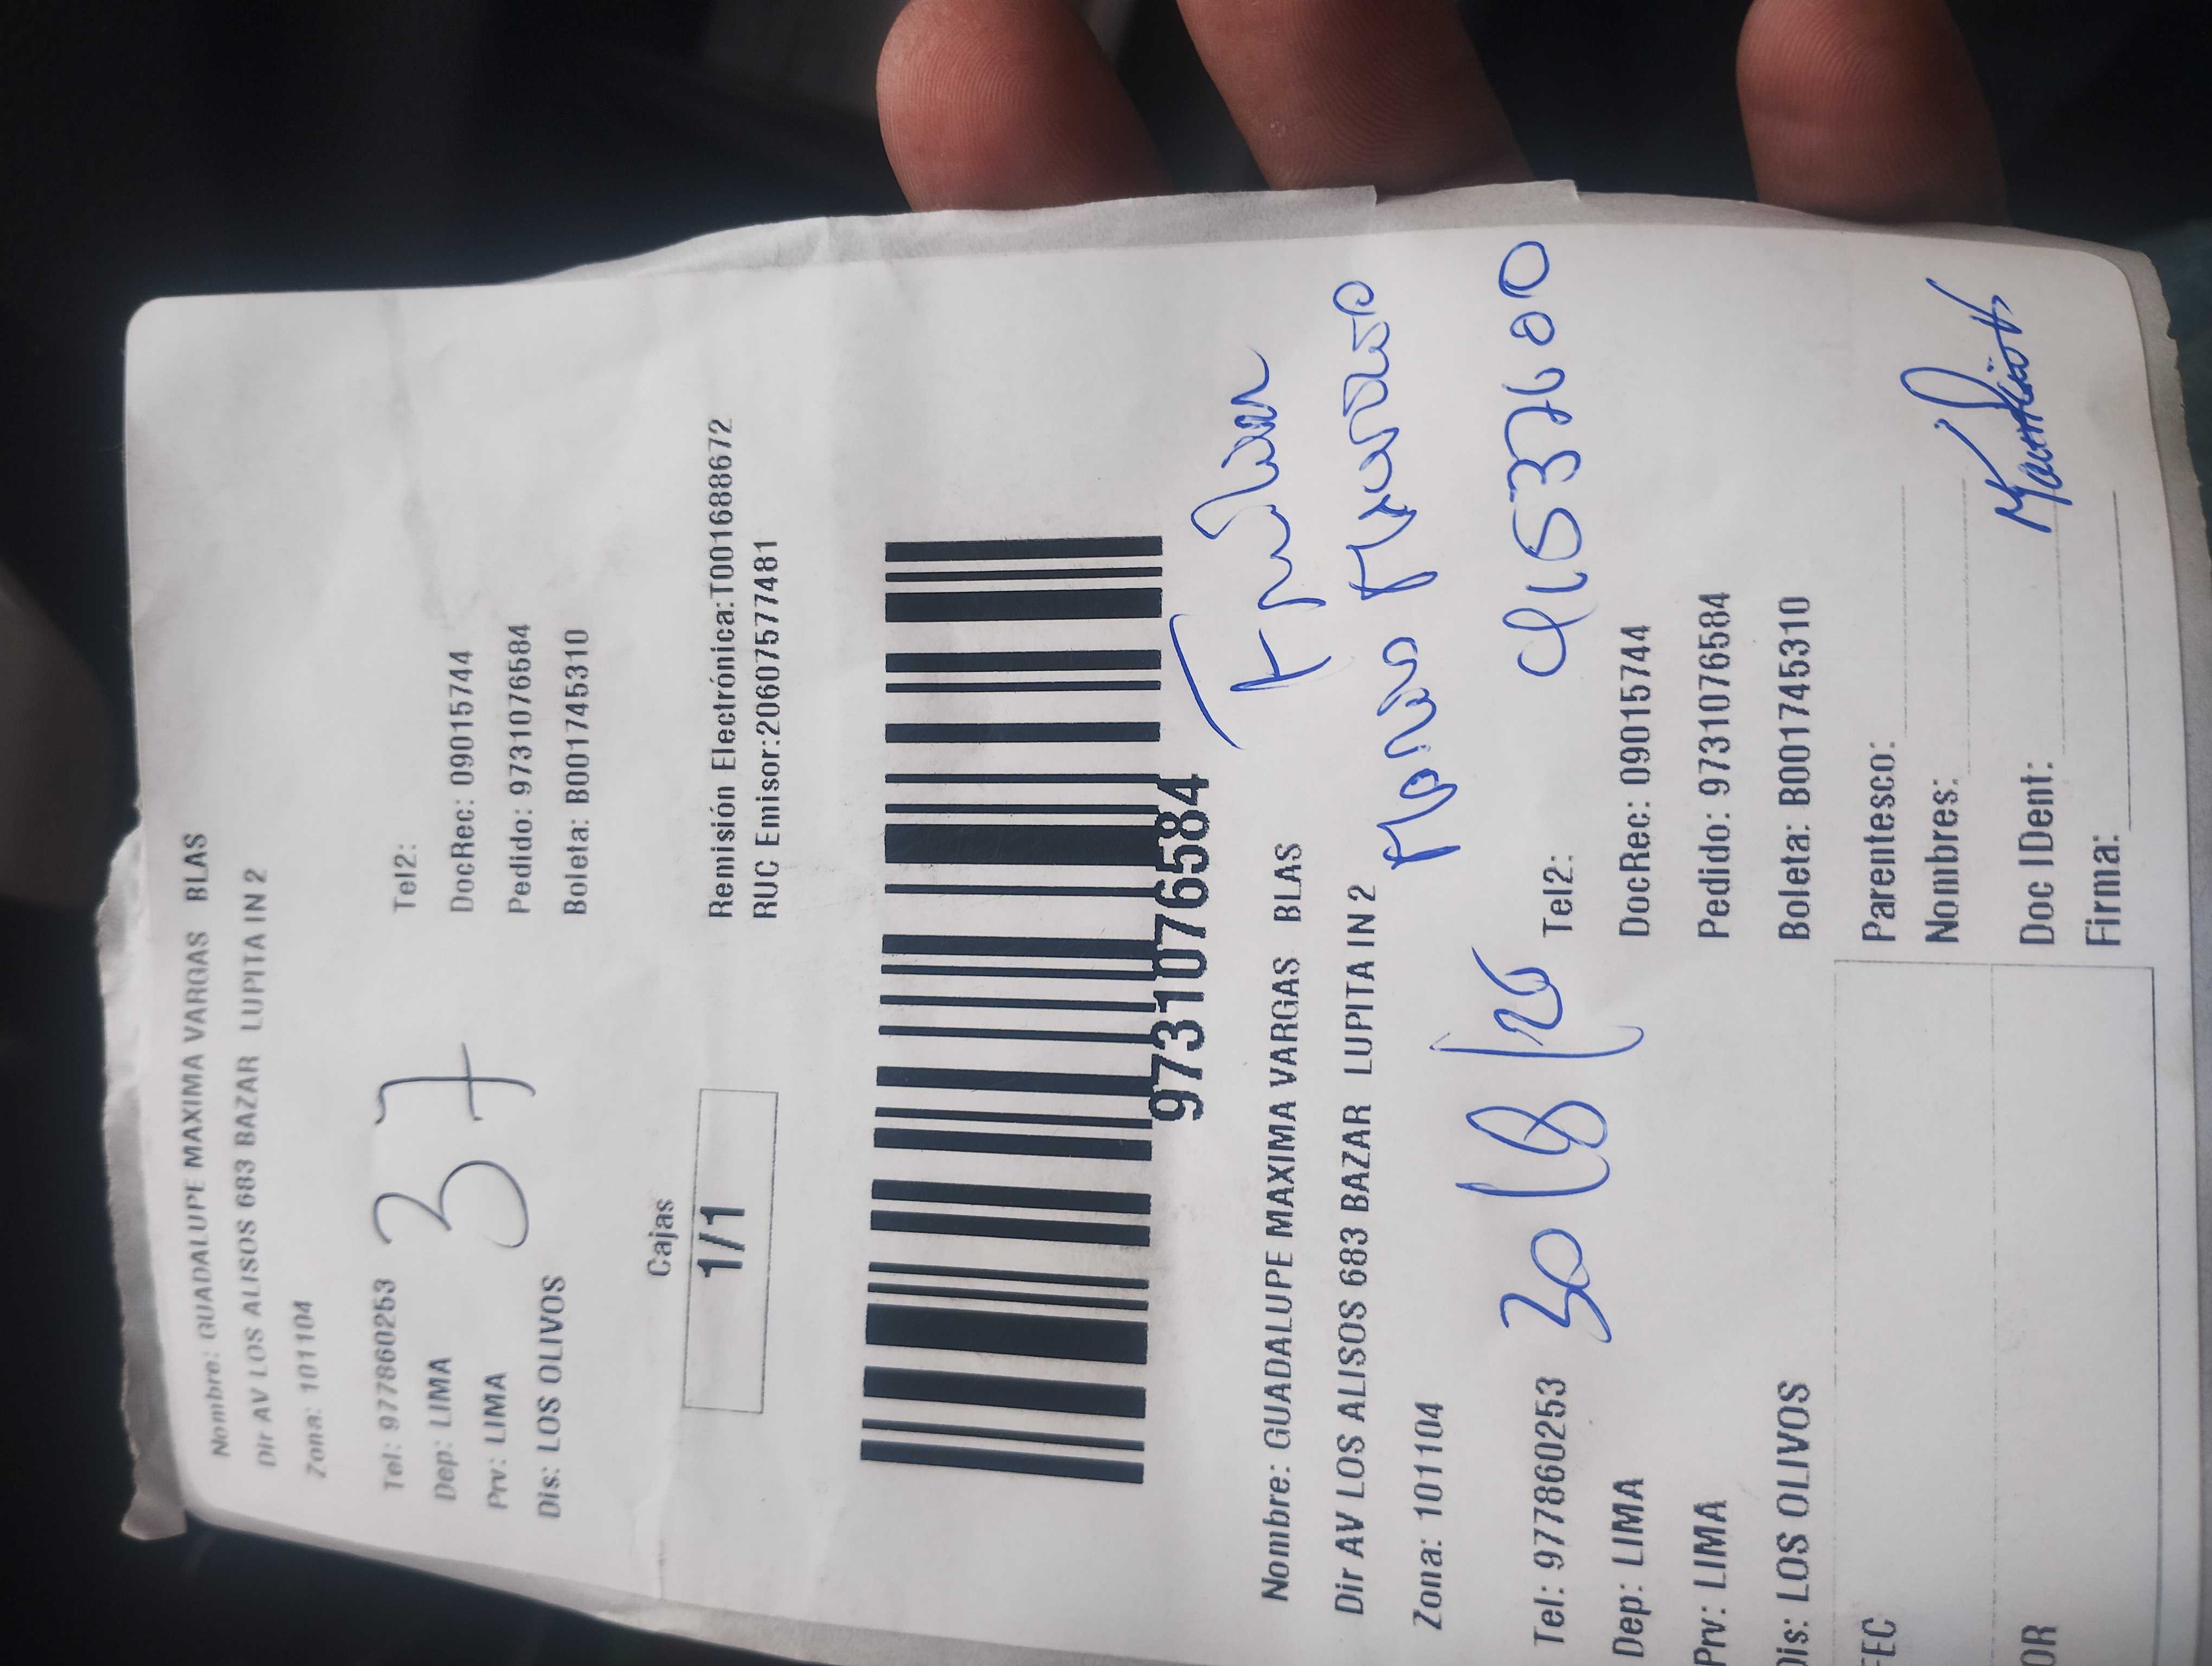 Nombre: GUADALUPE MAXIMA VARGAS BLAS
Dir AV LOS ALISOS 683 BAZAR LUPITA IN 2
Zona: 101104
Tel: 977860253
Tel2:
Dep: LIMA
DocRec: 09015744
Prv: LIMA
Pedido: 9731076584
Dis: LOS OLIVOS
Boleta: B001745310
37
Cajas
1/1
Remisión Electrónica:T001688672
RUC Emisor:20607577481
9731076584
Nombre: GUADALUPE MAXIMA VARGAS BLAS
Dir AV LOS ALISOS 683 BAZAR LUPITA IN 2
Zona: 101104
Tel: 977860253
30/8/26
Tel2:
41537600
Dep: LIMA
DocRec: 09015744
Prv: LIMA
Pedido: 9731076584
Dis: LOS OLIVOS
Boleta: B001745310
Parentesco:
Nombres:
Doc IDent:
Firma: